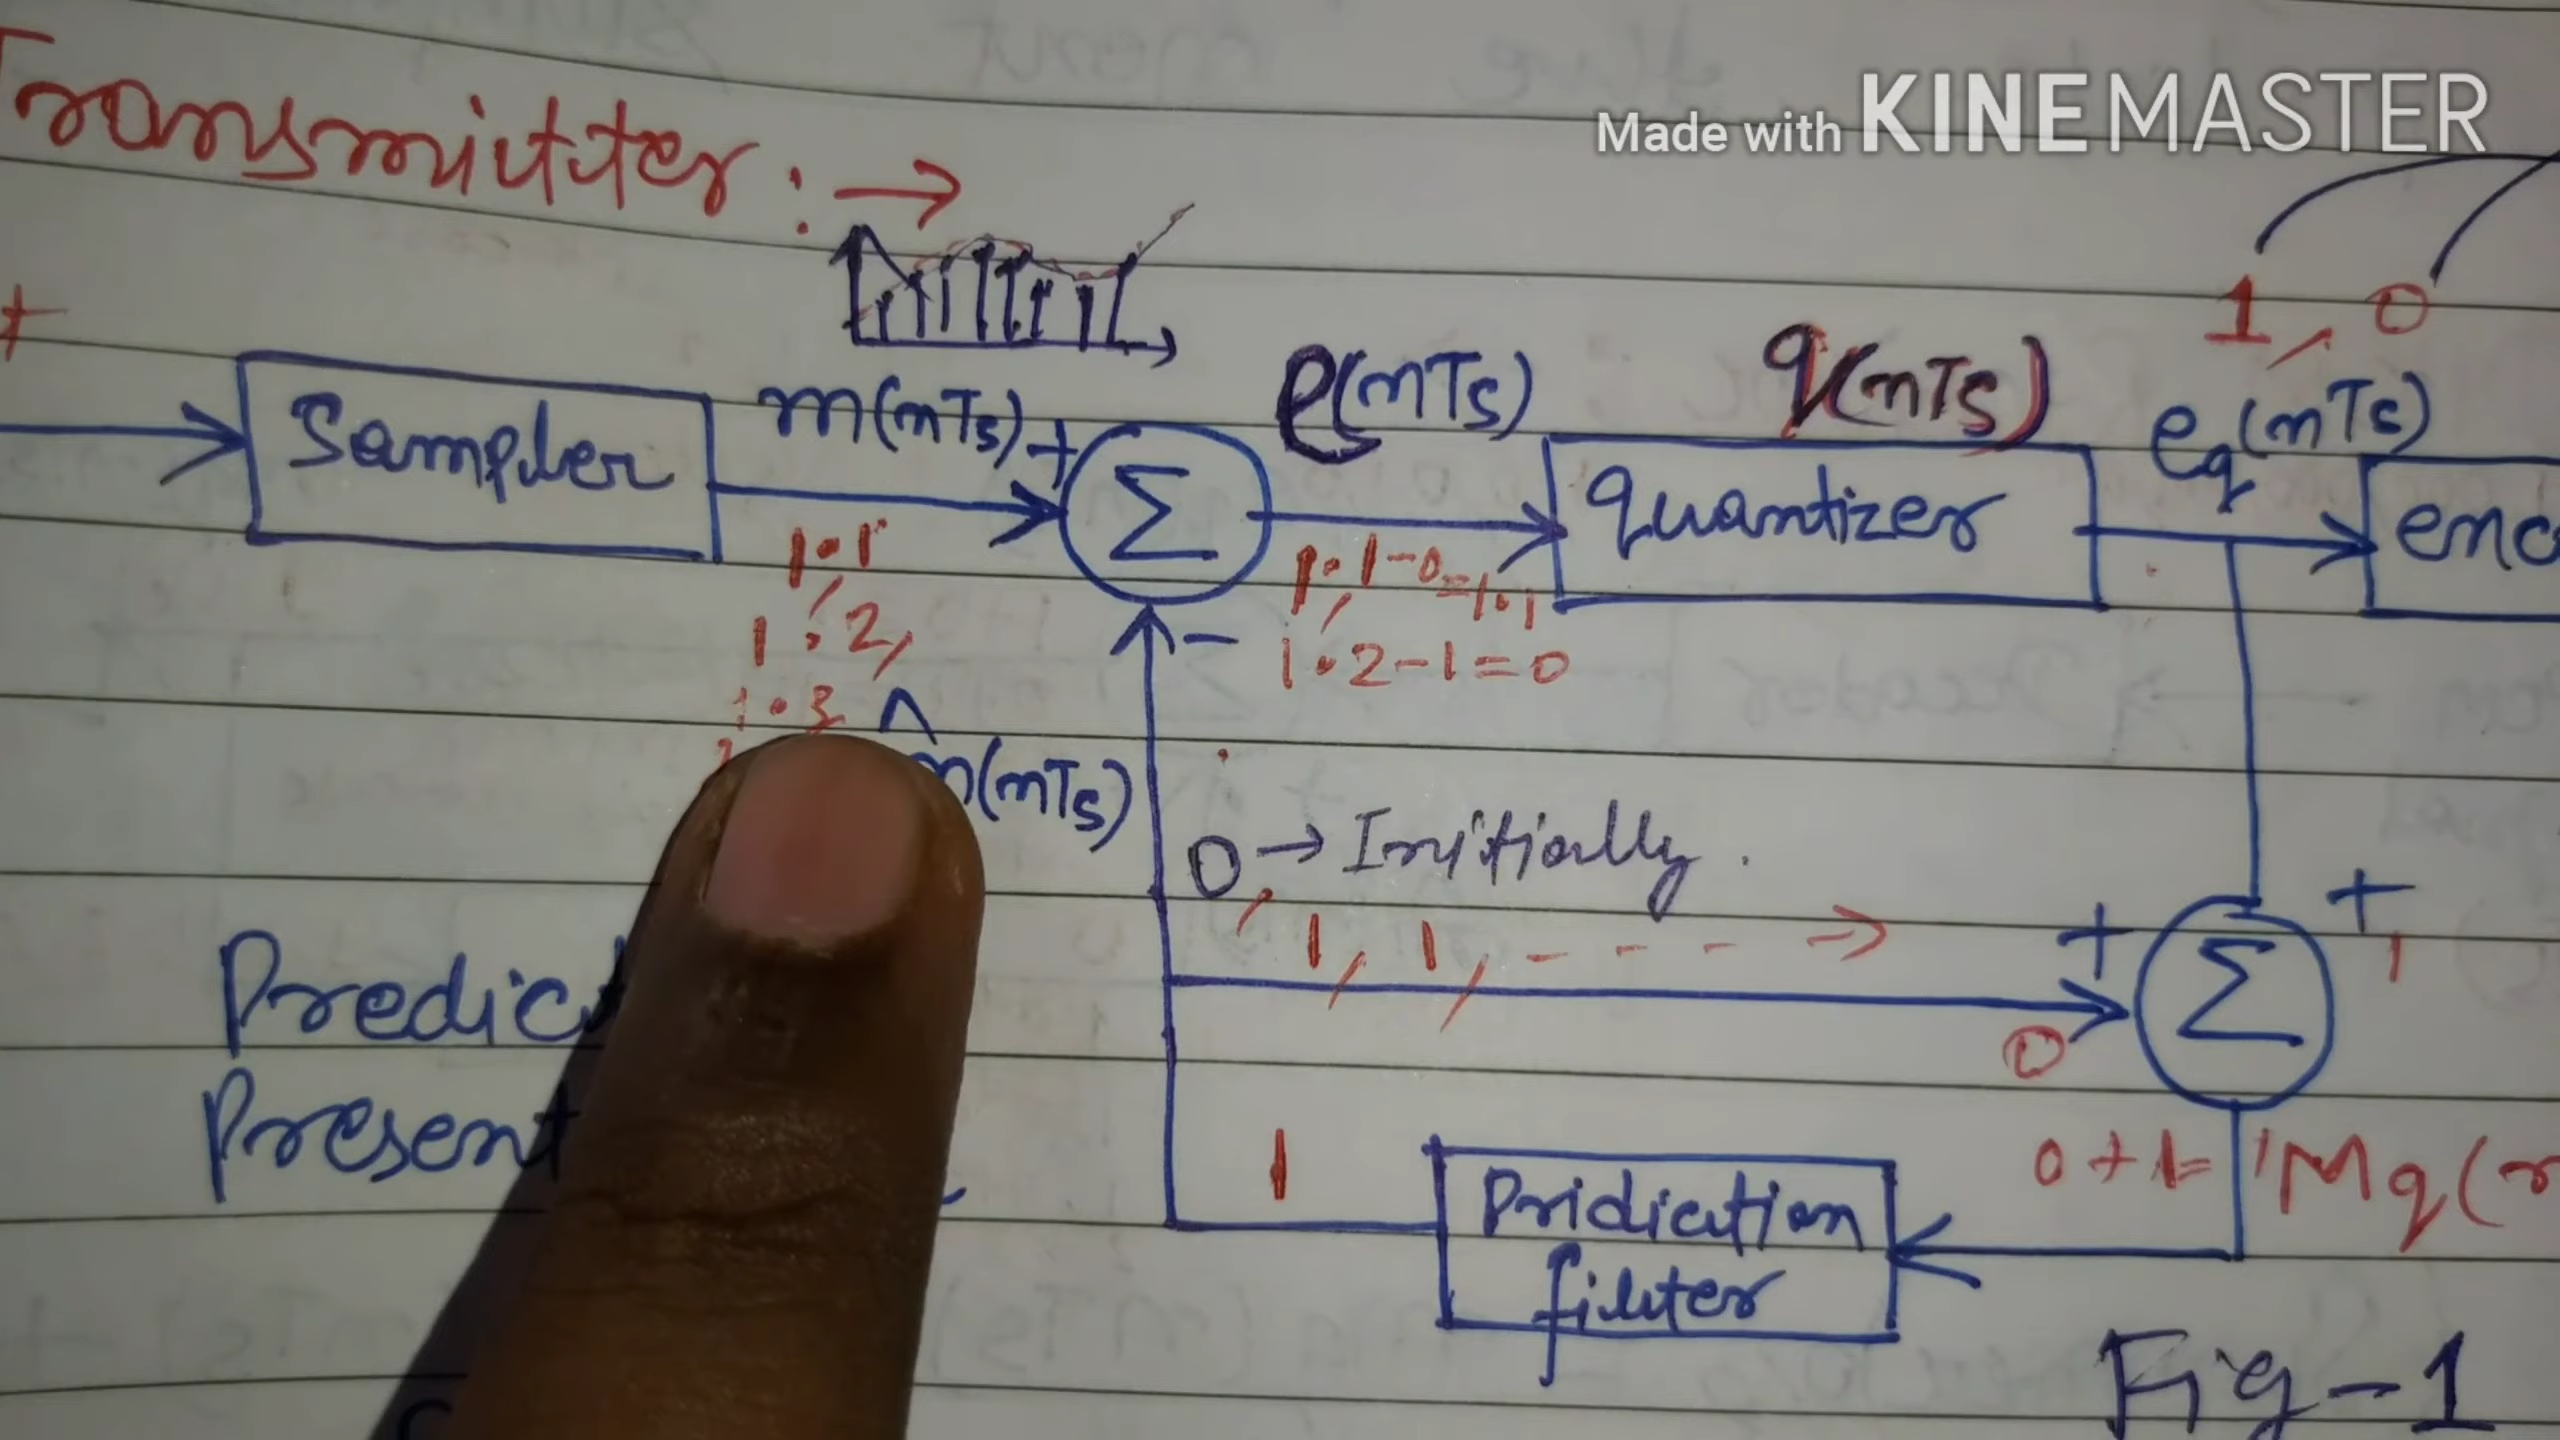 Transmitter : →
Made with KINEMASTER
1, 0
Sampler
m(nTs)
+
Σ
e(nTs)
q(nTs)
quantizer
eq(nTs)
1.1,
1.2,
1.3
1.1-0=1.1,
1.2-1=0
-
(nTs)
0, → Initially.
1, 1, - - - →
+
+
1
Σ
0
Present
1
Pridiction
filter
0+1=1
Mq(
Fig-1